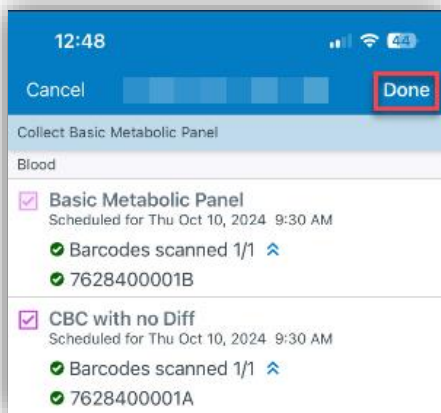 12:48
44
Cancel
Done
Collect Basic Metabolic Panel
Blood
Basic Metabolic Panel
Scheduled for Thu Oct 10, 2024 9:30 AM
Barcodes scanned 1/1
7628400001B
CBC with no Diff
Scheduled for Thu Oct 10, 2024 9:30 AM
Barcodes scanned 1/1
7628400001A